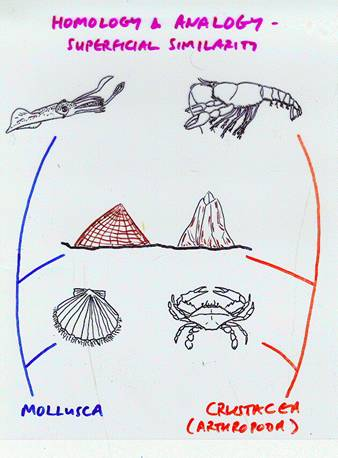 HOMOLOGY & ANALOGY -
SUPERFICIAL SIMILARITY
MOLLUSCA
CRUSTACEA
(ARTHROPODA)